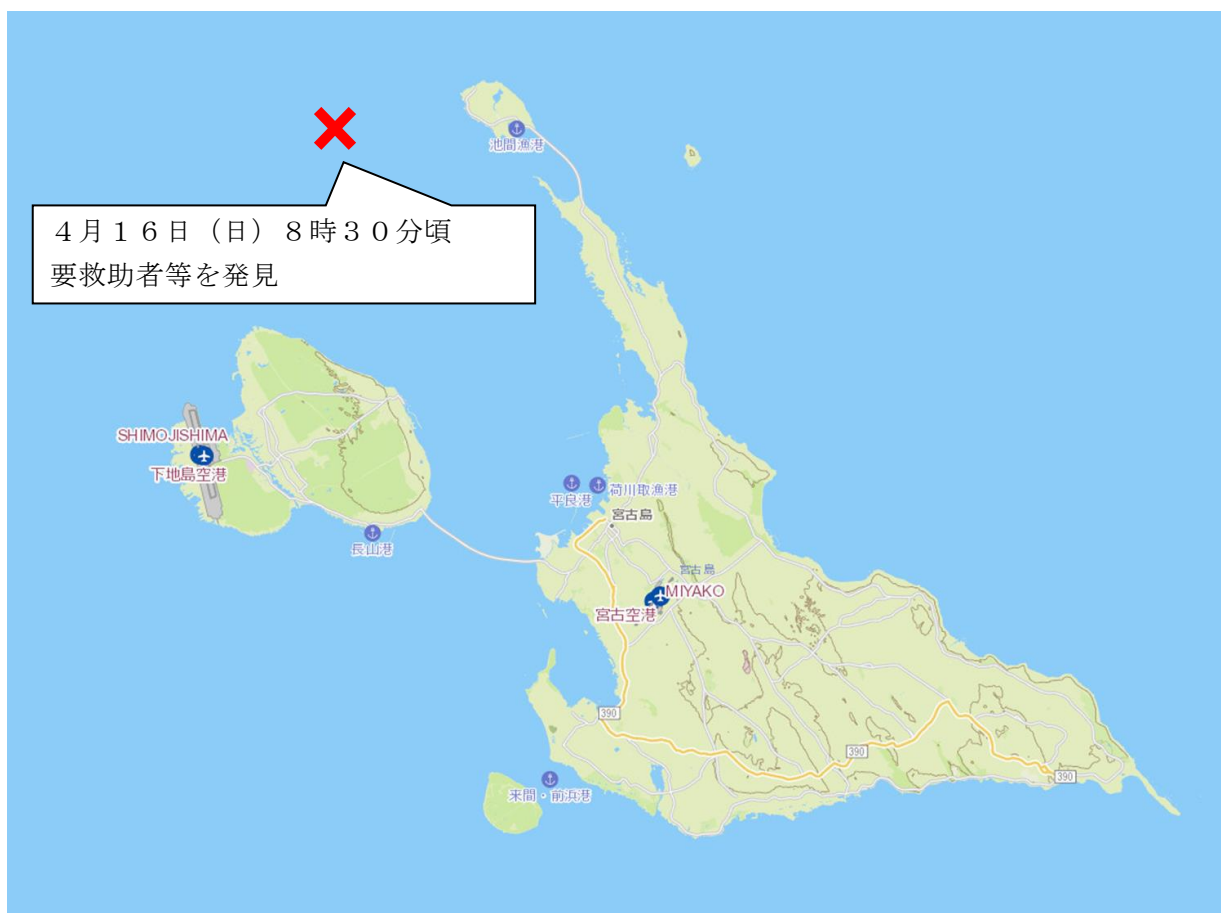 池間漁港
４月１６日（日）８時３０分頃
要救助者等を発見
SHIMOJISHIMA
下地島空港
平良港
荷川取漁港
宮古島
長山港
宮古島
MIYAKO
宮古空港
390
390
390
来間・前浜港